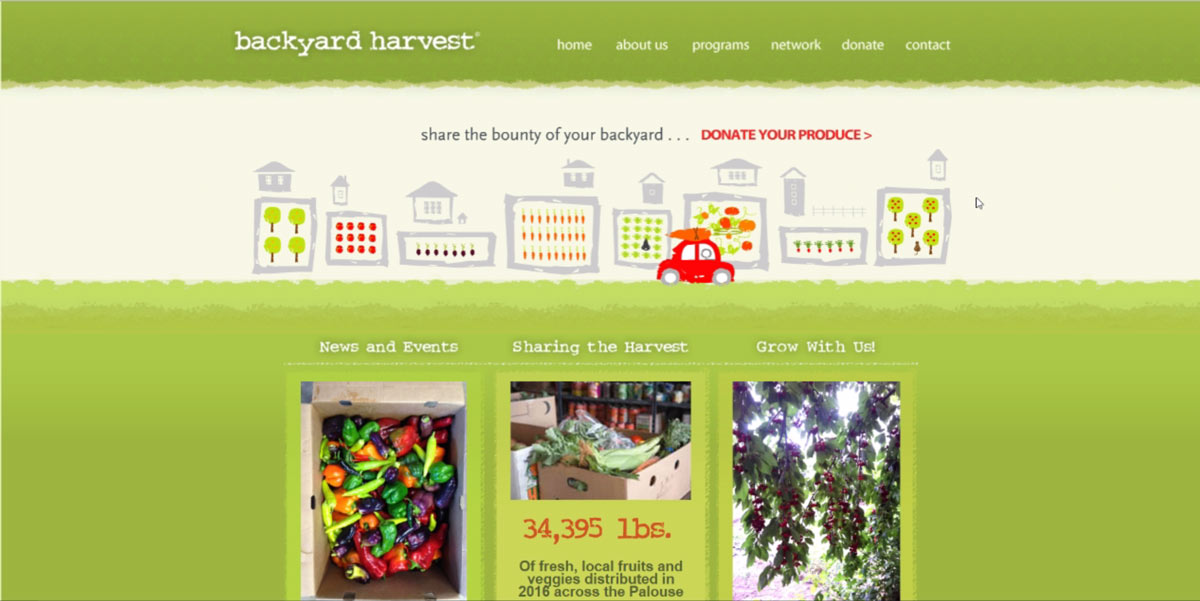 backyard harvest®
home about us programs network donate contact
share the bounty of your backyard . . . DONATE YOUR PRODUCE >
News and Events
Sharing the Harvest
Grow With Us!
34,395 lbs.
Of fresh, local fruits and
veggies distributed in
2016 across the Palouse